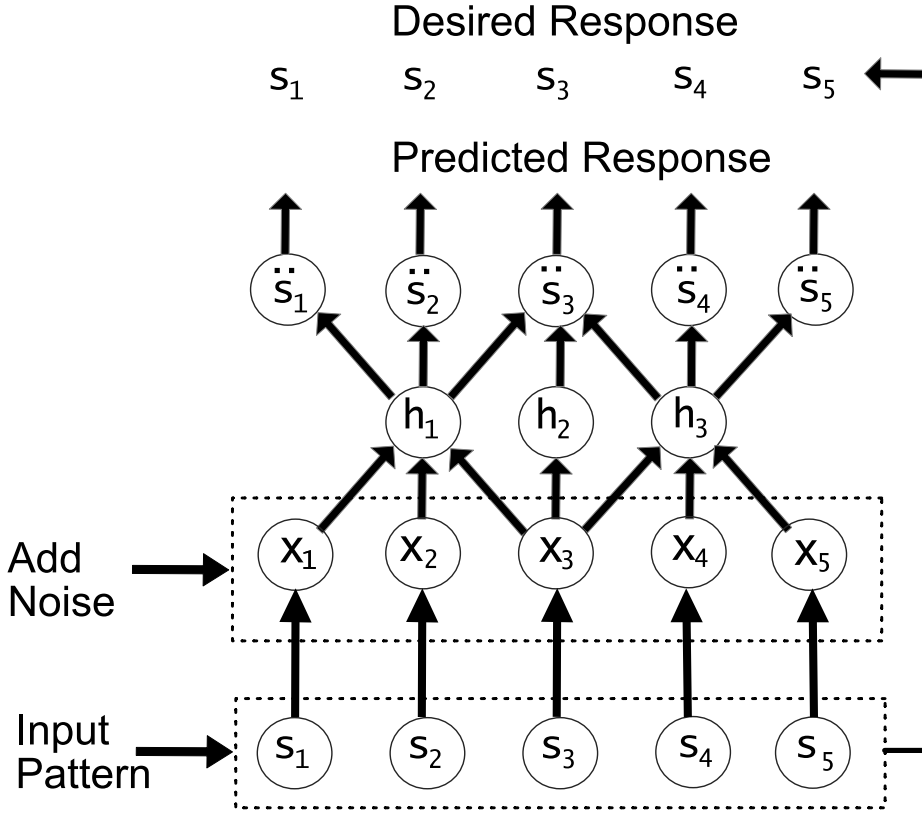 Desired Response
s₁ s₂ s₃ s₄ s₅
Predicted Response
s̈₁ s̈₂ s̈₃ s̈₄ s̈₅
h₁ h₂ h₃
Add
Noise
x₁ x₂ x₃ x₄ x₅
Input
Pattern
s₁ s₂ s₃ s₄ s₅